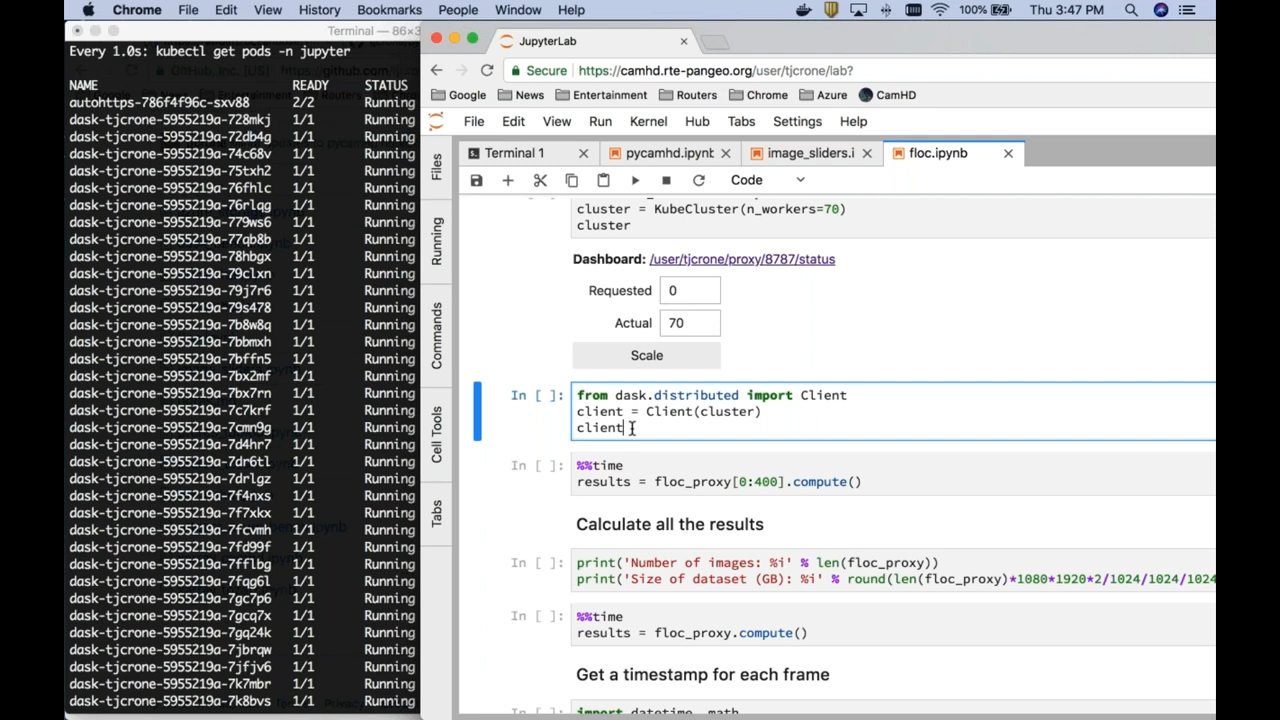 Chrome File Edit View History Bookmarks People Window Help 100% Thu 3:47 PM
Terminal — 86×3
Every 1.0s: kubectl get pods -n jupyter
NAME READY STATUS
autohttps-786f4f96c-sxv88 2/2 Running
dask-tjcrone-5955219a-728mkj 1/1 Running
dask-tjcrone-5955219a-72db4g 1/1 Running
dask-tjcrone-5955219a-74c68v 1/1 Running
dask-tjcrone-5955219a-75txh2 1/1 Running
dask-tjcrone-5955219a-76fhlc 1/1 Running
dask-tjcrone-5955219a-76rlqg 1/1 Running
dask-tjcrone-5955219a-779ws6 1/1 Running
dask-tjcrone-5955219a-77qb8b 1/1 Running
dask-tjcrone-5955219a-78hbgx 1/1 Running
dask-tjcrone-5955219a-79clxn 1/1 Running
dask-tjcrone-5955219a-79j7r6 1/1 Running
dask-tjcrone-5955219a-79s478 1/1 Running
dask-tjcrone-5955219a-7b8w8q 1/1 Running
dask-tjcrone-5955219a-7bbmxh 1/1 Running
dask-tjcrone-5955219a-7bffn5 1/1 Running
dask-tjcrone-5955219a-7bx2mf 1/1 Running
dask-tjcrone-5955219a-7bx7rn 1/1 Running
dask-tjcrone-5955219a-7c7krf 1/1 Running
dask-tjcrone-5955219a-7cmn9g 1/1 Running
dask-tjcrone-5955219a-7d4hr7 1/1 Running
dask-tjcrone-5955219a-7dr6tl 1/1 Running
dask-tjcrone-5955219a-7drlgz 1/1 Running
dask-tjcrone-5955219a-7f4nxs 1/1 Running
dask-tjcrone-5955219a-7f7xkx 1/1 Running
dask-tjcrone-5955219a-7fcvmh 1/1 Running
dask-tjcrone-5955219a-7fd99f 1/1 Running
dask-tjcrone-5955219a-7fflbg 1/1 Running
dask-tjcrone-5955219a-7fqg6l 1/1 Running
dask-tjcrone-5955219a-7gc7p6 1/1 Running
dask-tjcrone-5955219a-7gcq7x 1/1 Running
dask-tjcrone-5955219a-7gq24k 1/1 Running
dask-tjcrone-5955219a-7jbrqw 1/1 Running
dask-tjcrone-5955219a-7jfjv6 1/1 Running
dask-tjcrone-5955219a-7k7mbr 1/1 Running
dask-tjcrone-5955219a-7k8bvs 1/1 Running
JupyterLab
Secure https://camhd.rte-pangeo.org/user/tjcrone/lab?
Google News Entertainment Routers Chrome Azure CamHD
File Edit View Run Kernel Hub Tabs Settings Help
Files
Running
Commands
Cell Tools
Tabs
Terminal 1 pycamhd.ipynb image_sliders.i floc.ipynb
Code
cluster = KubeCluster(n_workers=70)
cluster
Dashboard: /user/tjcrone/proxy/8787/status
Requested 0
Actual 70
Scale
In [ ]: from dask.distributed import Client
client = Client(cluster)
client
In [ ]: %%time
results = floc_proxy[0:400].compute()
Calculate all the results
In [ ]: print('Number of images: %i' % len(floc_proxy))
print('Size of dataset (GB): %i' % round(len(floc_proxy)*1080*1920*2/1024/1024/1024
In [ ]: %%time
results = floc_proxy.compute()
Get a timestamp for each frame
import datetime, math